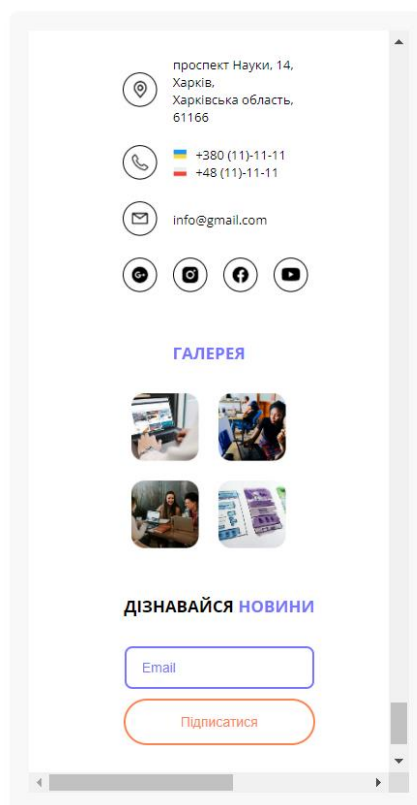 проспект Науки, 14,
Харків,
Харківська область,
61166
+380 (11)-11-11
+48 (11)-11-11
info@gmail.com
G+
ГАЛЕРЕЯ
ДІЗНАВАЙСЯ НОВИНИ
Email
Підписатися